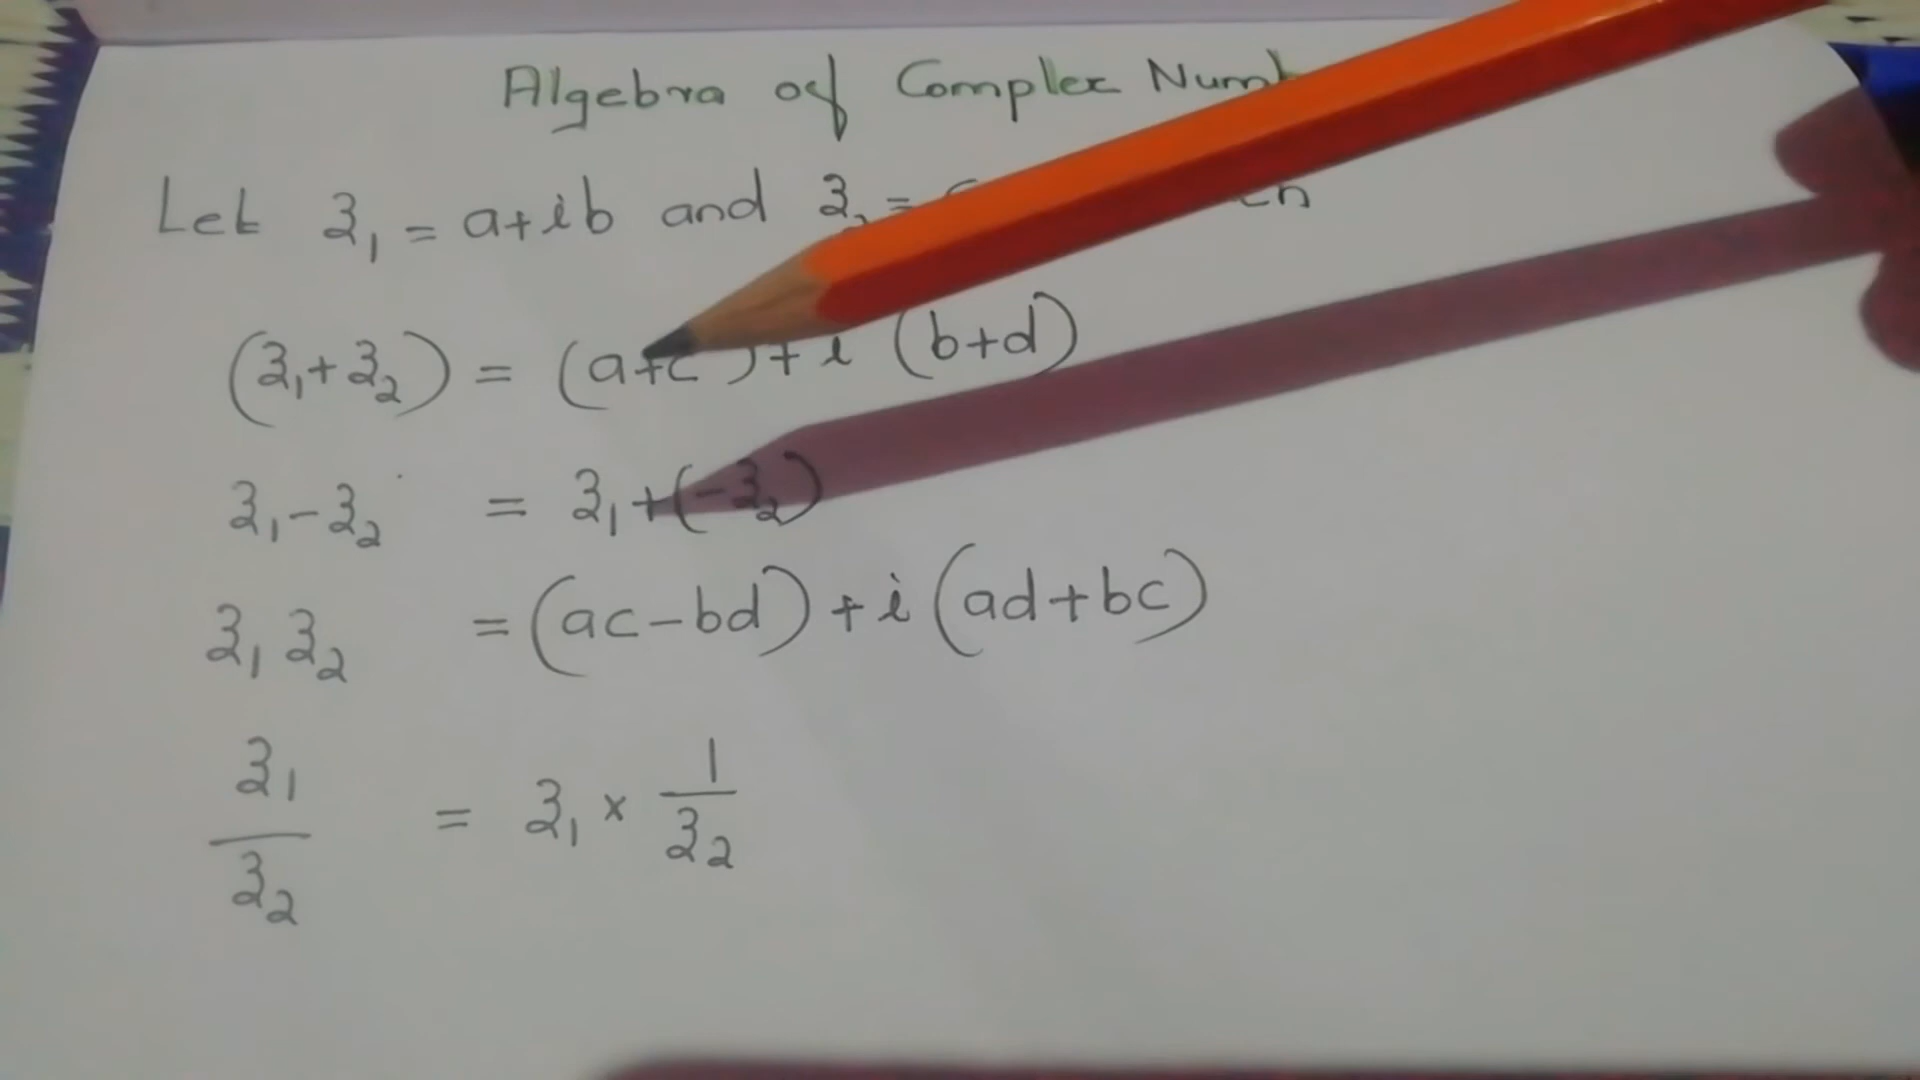 Algebra of Complex
Let z₁ = a+ib and z₂ =
(z₁+z₂) = (a+c)+i(b+d)
z₁-z₂ = z₁+(-z₂)
z₁z₂ = (ac-bd)+i(ad+bc)
z₁/z₂ = z₁ × 1/z₂